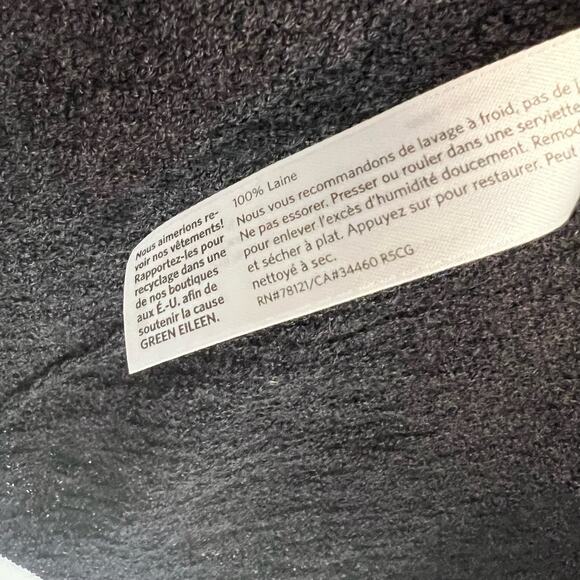 Nous aimerions re-
voir nos vêtements!
Rapportez-les pour
recyclage dans une
de nos boutiques
aux É.-U. afin de
soutenir la cause
GREEN EILEEN.
100% Laine
Nous vous recommandons de lavage à froid, pas de
Ne pas essorer. Presser ou rouler dans une serviette
pour enlever l'excès d'humidité doucement. Remo
et sécher à plat. Appuyez sur pour restaurer. Peut
nettoyé à sec.
RN#78121/CA#34460 R5CG